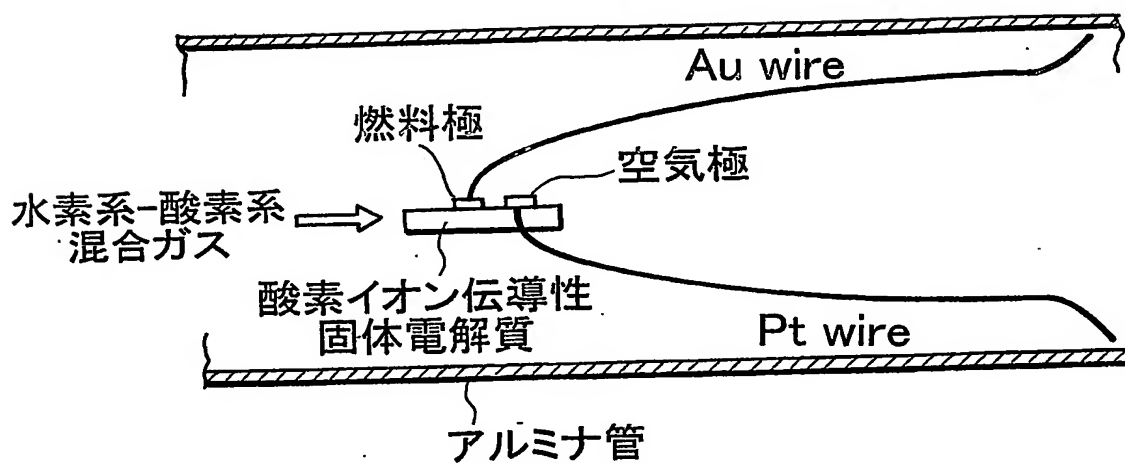 Au wire
燃料極
空気極
水素系-酸素系
混合ガス
酸素イオン伝導性
固体電解質
Pt wire
アルミナ管